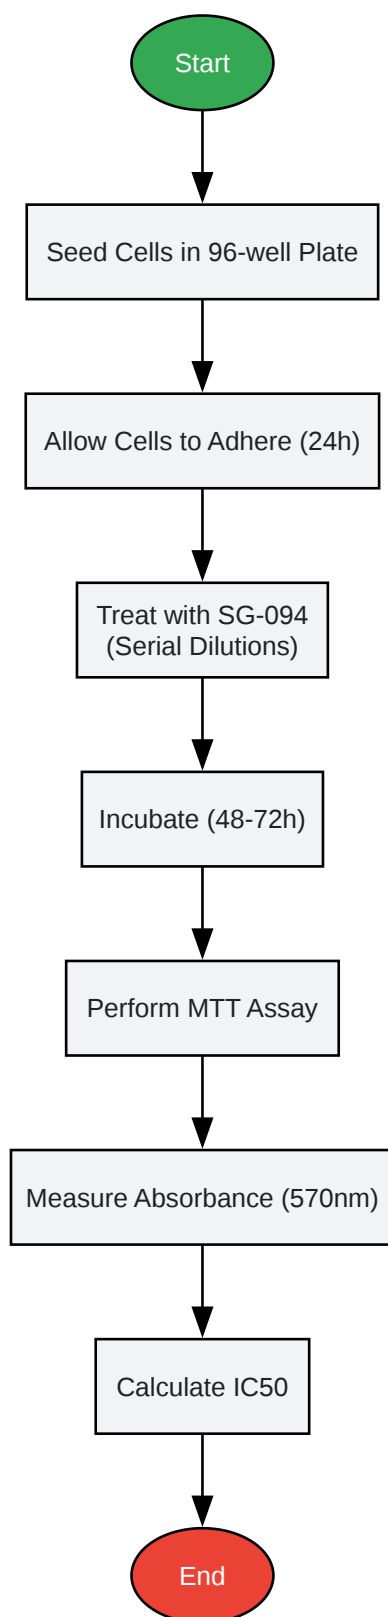 Start
Seed Cells in 96-well Plate
Allow Cells to Adhere (24h)
Treat with SG-094
(Serial Dilutions)
Incubate (48-72h)
Perform MTT Assay
Measure Absorbance (570nm)
Calculate IC50
End